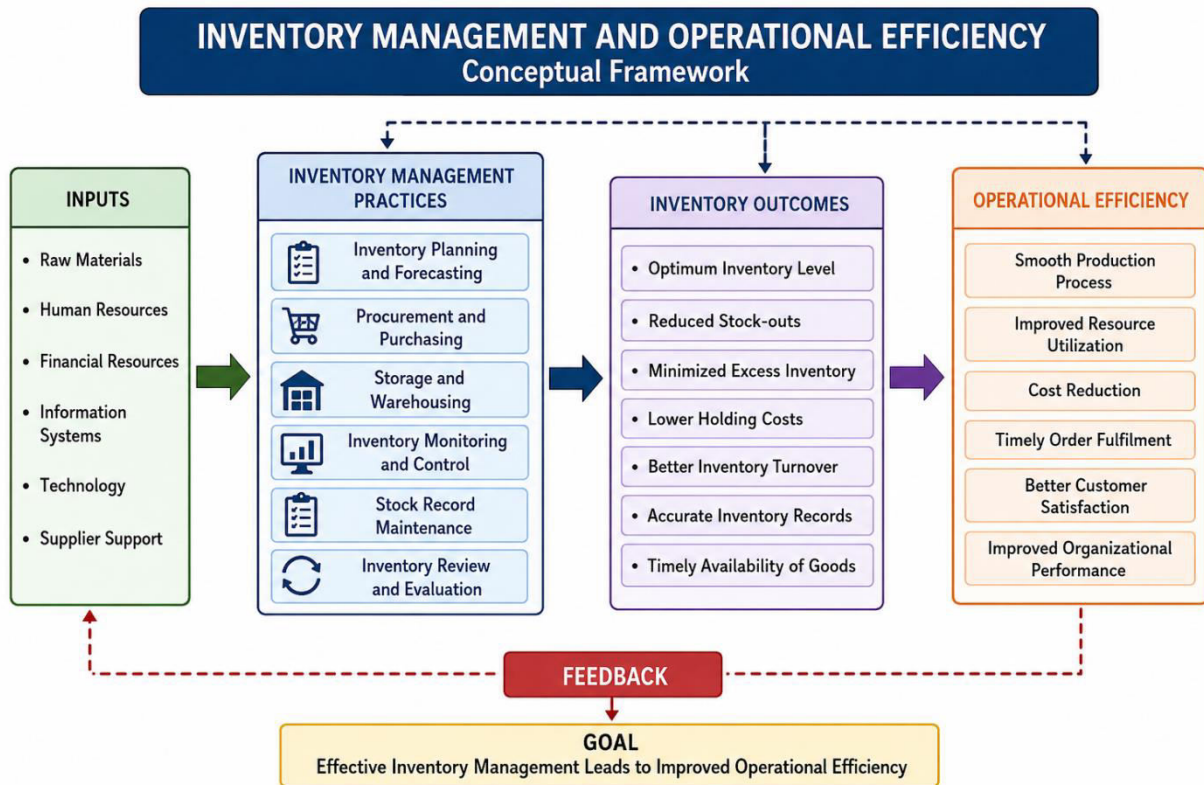 INVENTORY MANAGEMENT AND OPERATIONAL EFFICIENCY
Conceptual Framework
INPUTS
• Raw Materials
• Human Resources
• Financial Resources
• Information
Systems
• Technology
• Supplier Support
INVENTORY MANAGEMENT
PRACTICES
Inventory Planning
and Forecasting
Procurement and
Purchasing
Storage and
Warehousing
Inventory Monitoring
and Control
Stock Record
Maintenance
Inventory Review
and Evaluation
INVENTORY OUTCOMES
• Optimum Inventory Level
• Reduced Stock-outs
• Minimized Excess Inventory
• Lower Holding Costs
• Better Inventory Turnover
• Accurate Inventory Records
• Timely Availability of Goods
OPERATIONAL EFFICIENCY
Smooth Production
Process
Improved Resource
Utilization
Cost Reduction
Timely Order Fulfilment
Better Customer
Satisfaction
Improved Organizational
Performance
FEEDBACK
GOAL
Effective Inventory Management Leads to Improved Operational Efficiency